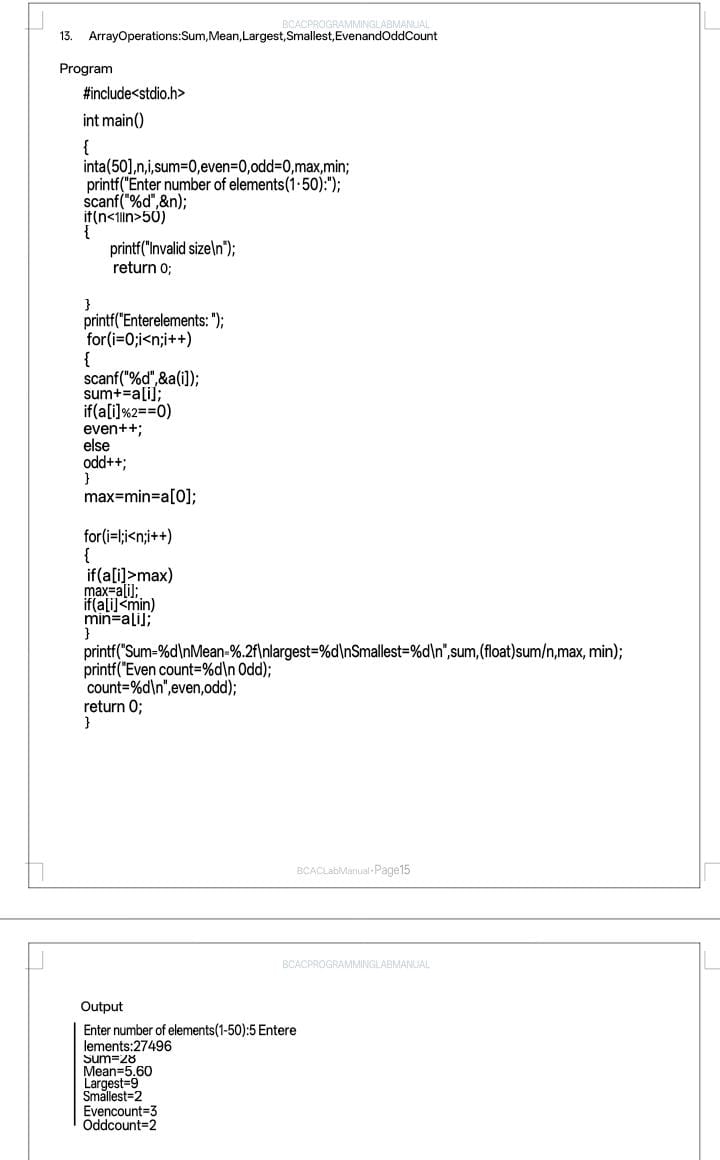 BCACPROGRAMMINGLABMANUAL
13. ArrayOperations:Sum,Mean,Largest,Smallest,EvenandOddCount
Program
#include<stdio.h>
int main()
{
inta(50],n,i,sum=0,even=0,odd=0,max,min;
printf("Enter number of elements(1-50):");
scanf("%d",&n);
if(n<1||n>50)
{
printf("Invalid size\n");
return 0;
}
printf("Enterelements: ");
for(i=0;i<n;i++)
{
scanf("%d",&a(i]);
sum+=a[i];
if(a[i]%2==0)
even++;
else
odd++;
}
max=min=a[0];
for(i=l;i<n;i++)
{
if(a[i]>max)
max=a[i];
if(a[i]<min)
min=a[i];
}
printf("Sum=%d\nMean=%.2f\nlargest=%d\nSmallest=%d\n",sum,(float)sum/n,max, min);
printf("Even count=%d\n Odd);
count=%d\n",even,odd);
return 0;
}
BCACLabManual-Page15
BCACPROGRAMMINGLABMANUAL
Output
Enter number of elements(1-50):5 Entere
lements:27496
Sum=28
Mean=5.60
Largest=9
Smallest=2
Evencount=3
Oddcount=2